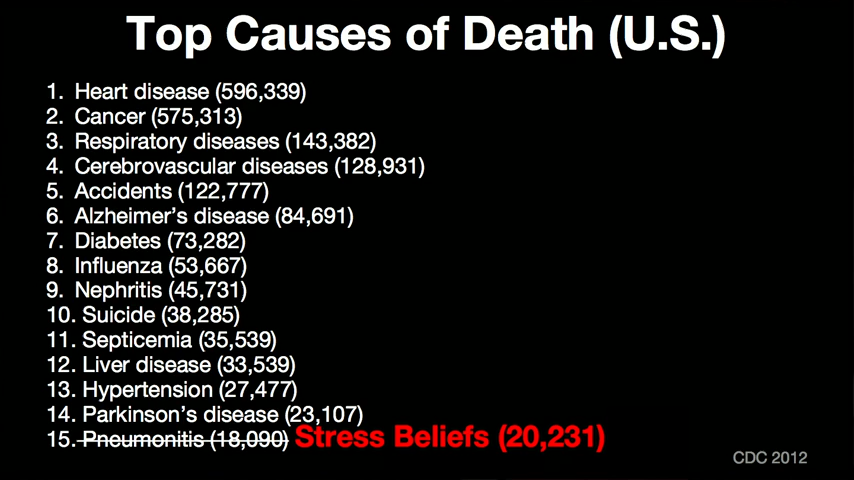 Top Causes of Death (U.S.)
1. Heart disease (596,339)
2. Cancer (575,313)
3. Respiratory diseases (143,382)
4. Cerebrovascular diseases (128,931)
5. Accidents (122,777)
6. Alzheimer's disease (84,691)
7. Diabetes (73,282)
8. Influenza (53,667)
9. Nephritis (45,731)
10. Suicide (38,285)
11. Septicemia (35,539)
12. Liver disease (33,539)
13. Hypertension (27,477)
14. Parkinson's disease (23,107)
15. Pneumonitis (18,090) Stress Beliefs (20,231)
CDC 2012